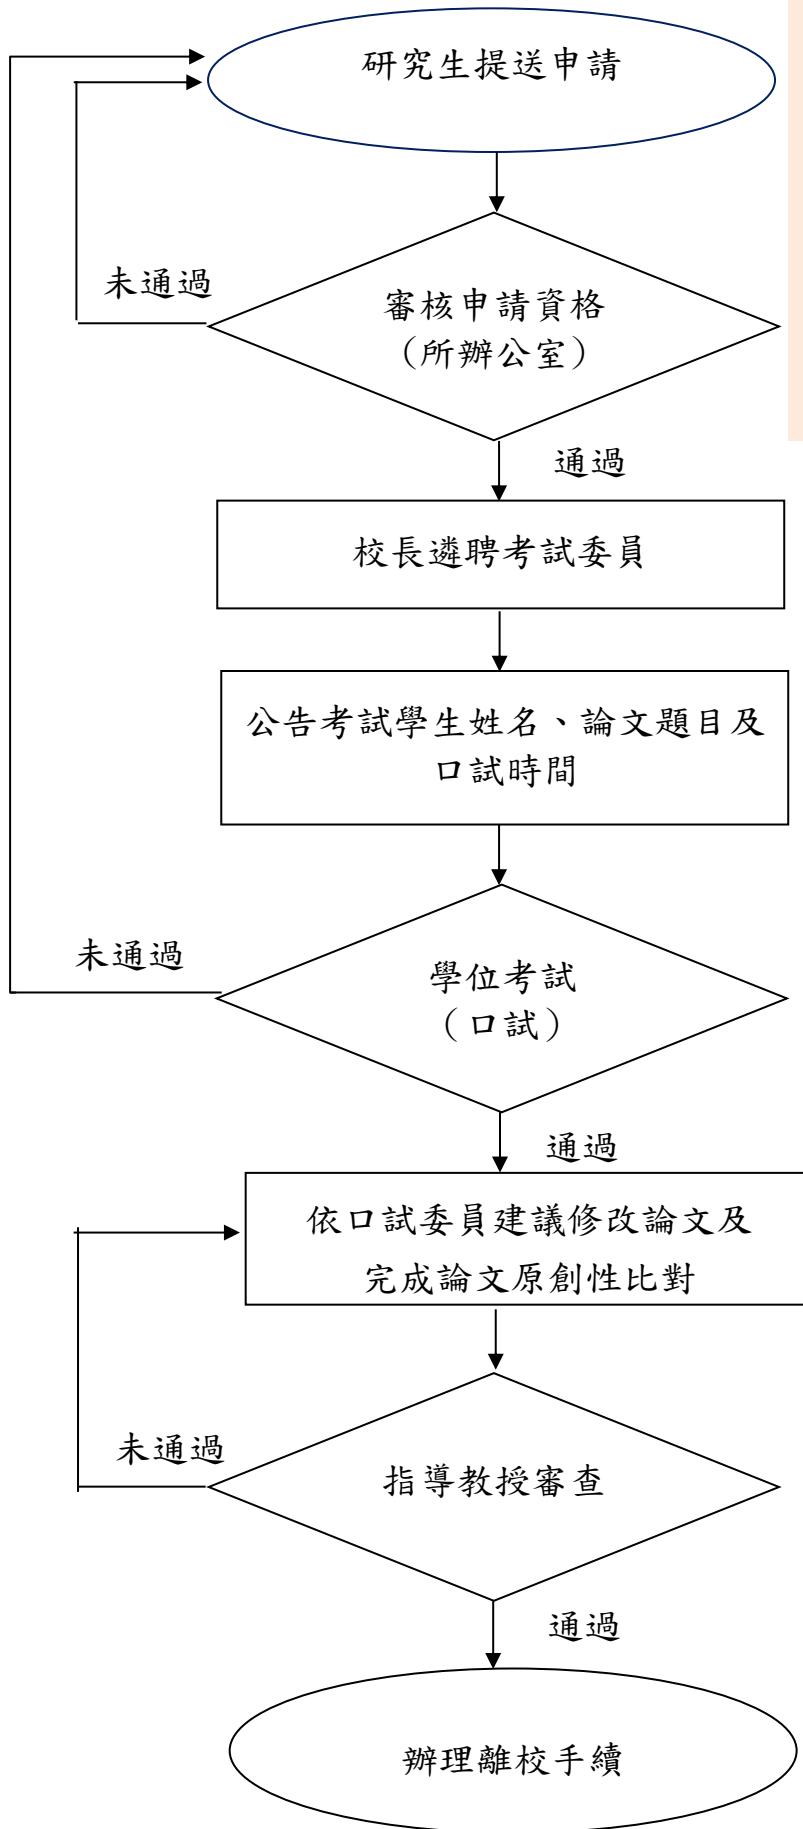 研究生提送申請
未通過
審核申請資格
（所辦公室）
通過
校長遴聘考試委員
公告考試學生姓名、論文題目及
口試時間
未通過
學位考試
（口試）
通過
依口試委員建議修改論文及
完成論文原創性比對
未通過
指導教授審查
通過
辦理離校手續